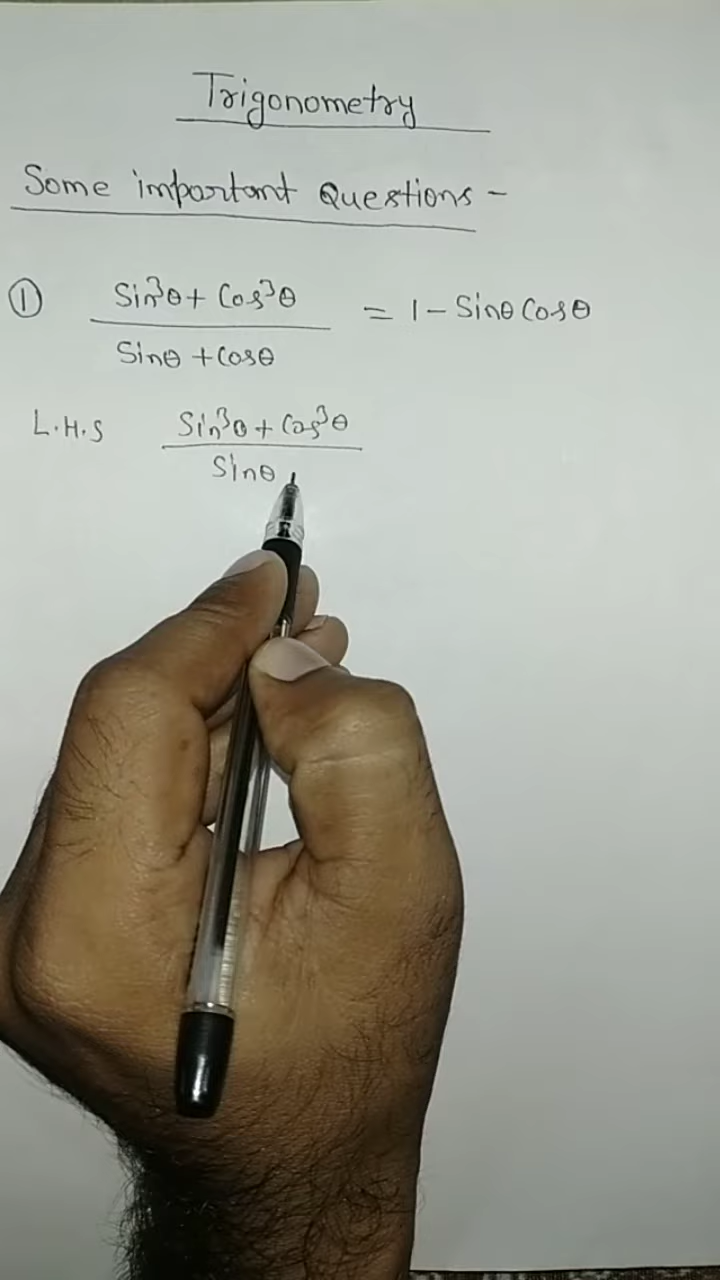 Trigonometry
Some important Questions -
① Sin³θ + Cos³θ / Sinθ + Cosθ = 1 - Sinθ Cosθ
L.H.S Sin³θ + Cos³θ / Sinθ